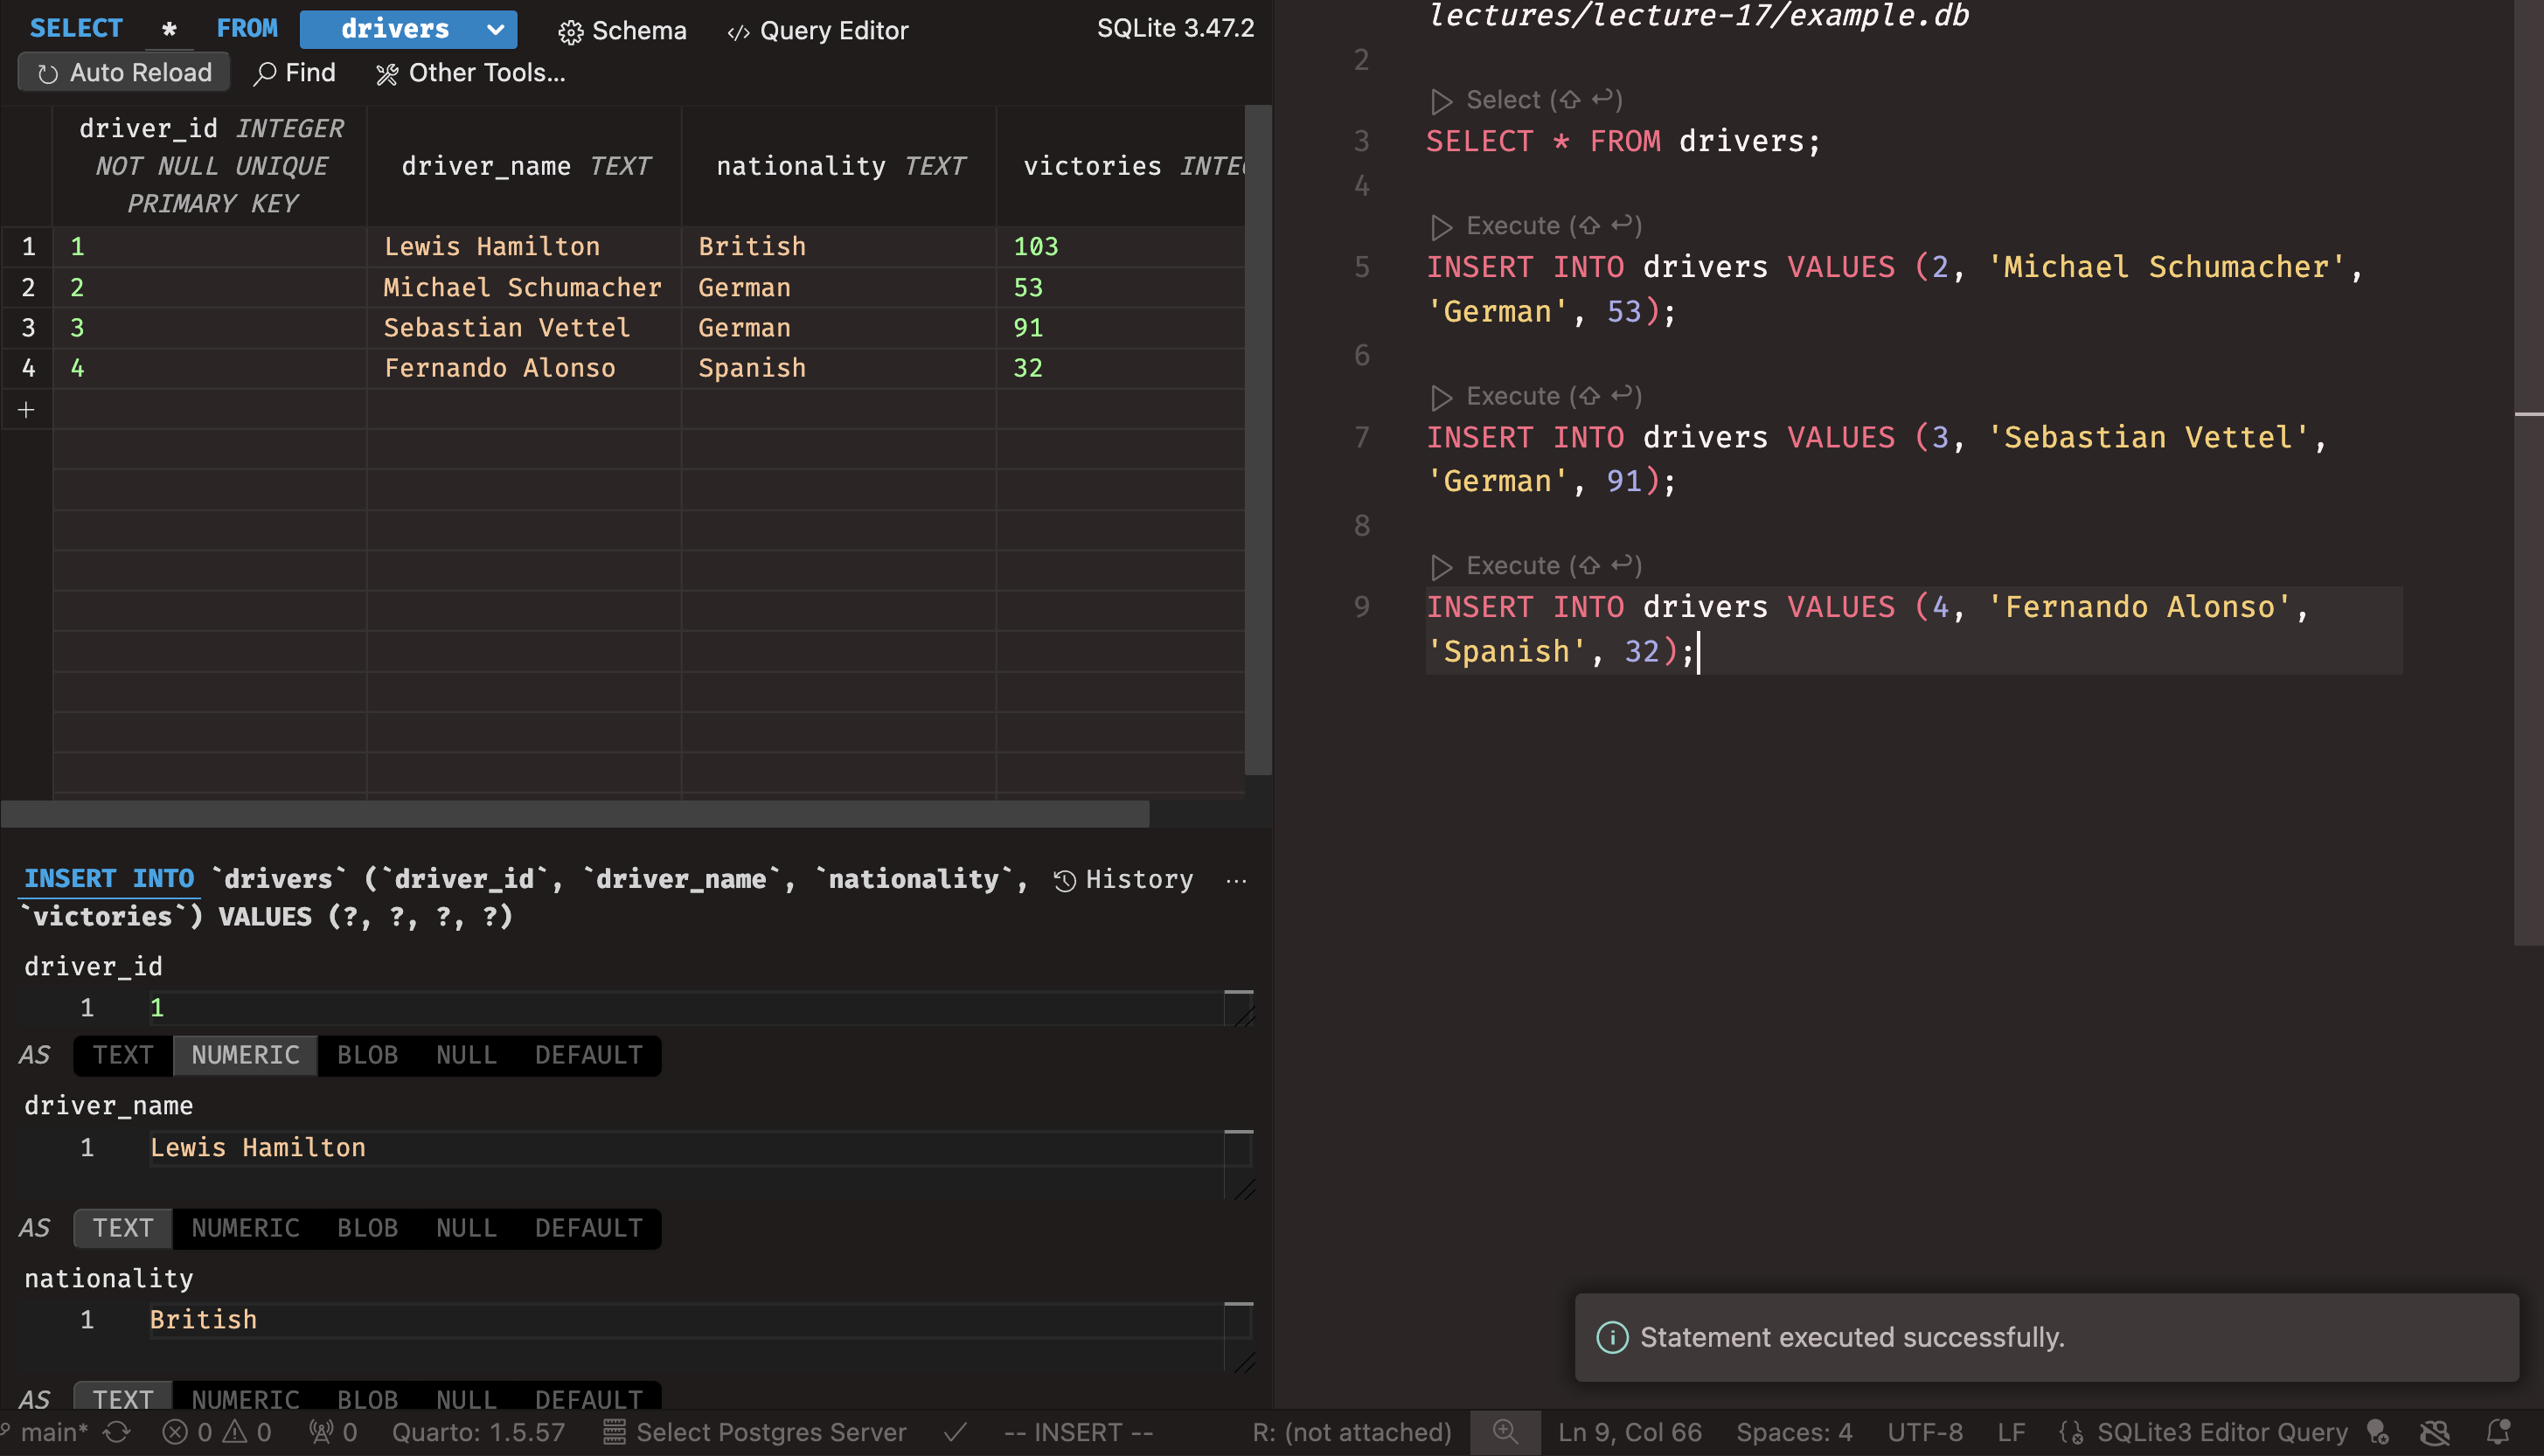 SELECT * FROM drivers Schema Query Editor SQLite 3.47.2
Auto Reload Find Other Tools...
driver_id INTEGER
NOT NULL UNIQUE
PRIMARY KEY
driver_name TEXT
nationality TEXT
victories INTE
1 1 Lewis Hamilton British 103
2 2 Michael Schumacher German 53
3 3 Sebastian Vettel German 91
4 4 Fernando Alonso Spanish 32
+
INSERT INTO `drivers` (`driver_id`, `driver_name`, `nationality`, History ...
`victories`) VALUES (?, ?, ?, ?)
driver_id
1 1
AS TEXT NUMERIC BLOB NULL DEFAULT
driver_name
1 Lewis Hamilton
AS TEXT NUMERIC BLOB NULL DEFAULT
nationality
1 British
AS TEXT NUMERIC BLOB NULL DEFAULT
lectures/lecture-17/example.db
2
Select (⇧ ↩)
3 SELECT * FROM drivers;
4
Execute (⇧ ↩)
5 INSERT INTO drivers VALUES (2, 'Michael Schumacher',
'German', 53);
6
Execute (⇧ ↩)
7 INSERT INTO drivers VALUES (3, 'Sebastian Vettel',
'German', 91);
8
Execute (⇧ ↩)
9 INSERT INTO drivers VALUES (4, 'Fernando Alonso',
'Spanish', 32);
Statement executed successfully.
main* 0 0 0 Quarto: 1.5.57 Select Postgres Server -- INSERT -- R: (not attached) Ln 9, Col 66 Spaces: 4 UTF-8 LF SQLite3 Editor Query